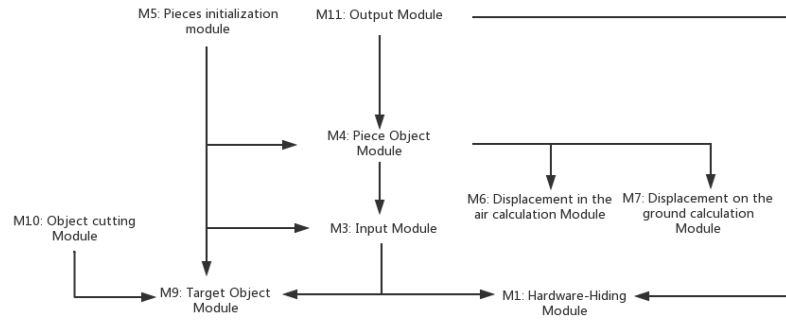 M5: Pieces initialization
module
M11: Output Module
M4: Piece Object
Module
M6: Displacement in the
air calculation Module
M7: Displacement on the
ground calculation
Module
M10: Object cutting
Module
M3: Input Module
M9: Target Object
Module
M1: Hardware-Hiding
Module